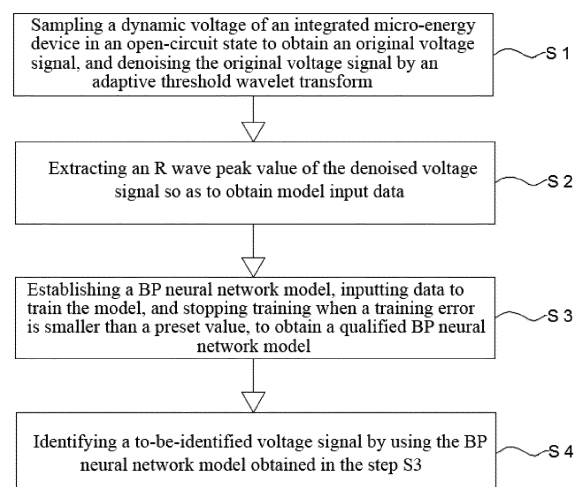 Sampling a dynamic voltage of an integrated micro-energy
device in an open-circuit state to obtain an original voltage
signal, and denoising the original voltage signal by an
adaptive threshold wavelet transform
S 1
Extracting an R wave peak value of the denoised voltage
signal so as to obtain model input data
S 2
Establishing a BP neural network model, inputting data to
train the model, and stopping training when a training error
is smaller than a preset value, to obtain a qualified BP neural
network model
S 3
Identifying a to-be-identified voltage signal by using the BP
neural network model obtained in the step S3
S 4